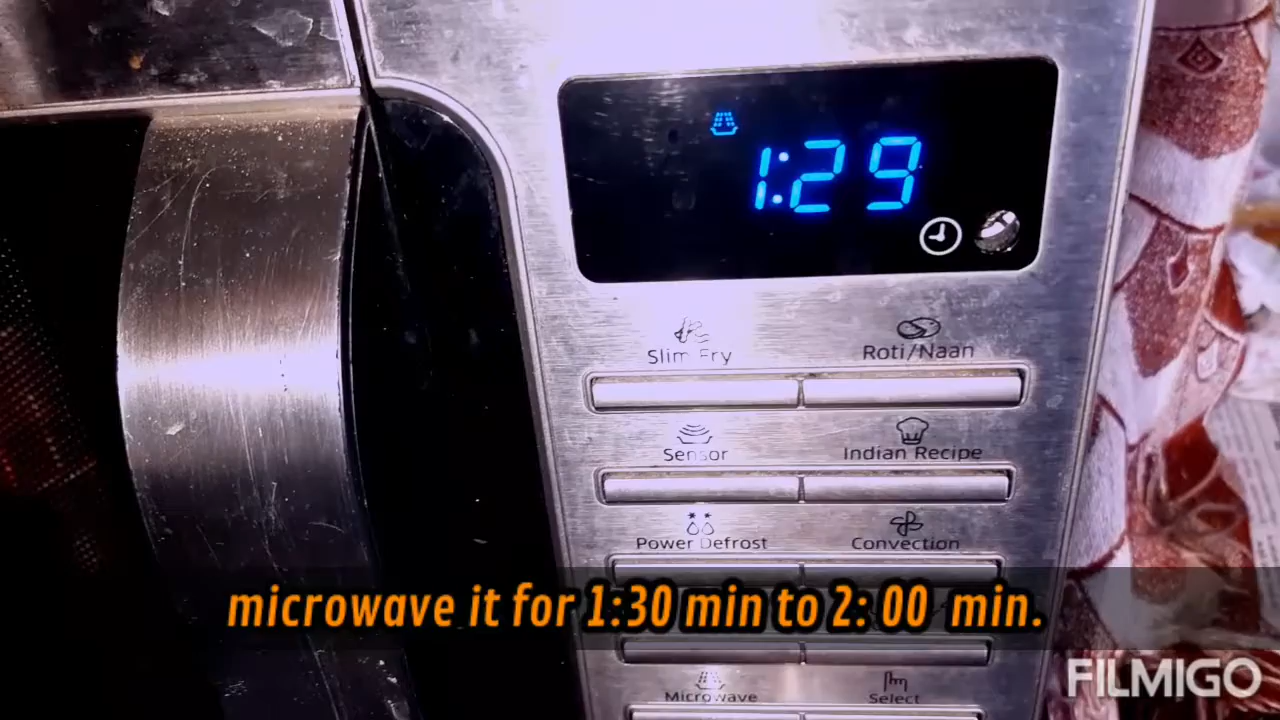 1:29
Slim Fry
Roti/Naan
Sensor
Indian Recipe
Power Defrost
Convection
microwave it for 1:30 min to 2: 00 min.
Microwave
Select
FILMIGO